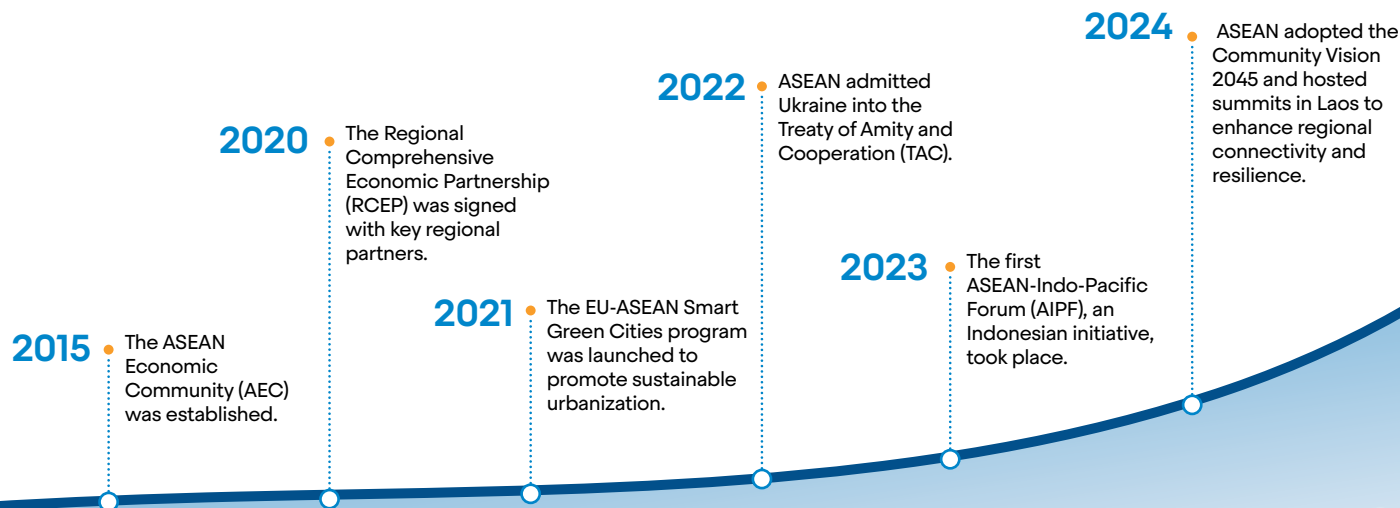 2015
The ASEAN
Economic
Community (AEC)
was established.
2020
The Regional
Comprehensive
Economic Partnership
(RCEP) was signed
with key regional
partners.
2021
The EU-ASEAN Smart
Green Cities program
was launched to
promote sustainable
urbanization.
2022
ASEAN admitted
Ukraine into the
Treaty of Amity and
Cooperation (TAC).
2023
The first
ASEAN-Indo-Pacific
Forum (AIPF), an
Indonesian initiative,
took place.
2024
ASEAN adopted the
Community Vision
2045 and hosted
summits in Laos to
enhance regional
connectivity and
resilience.